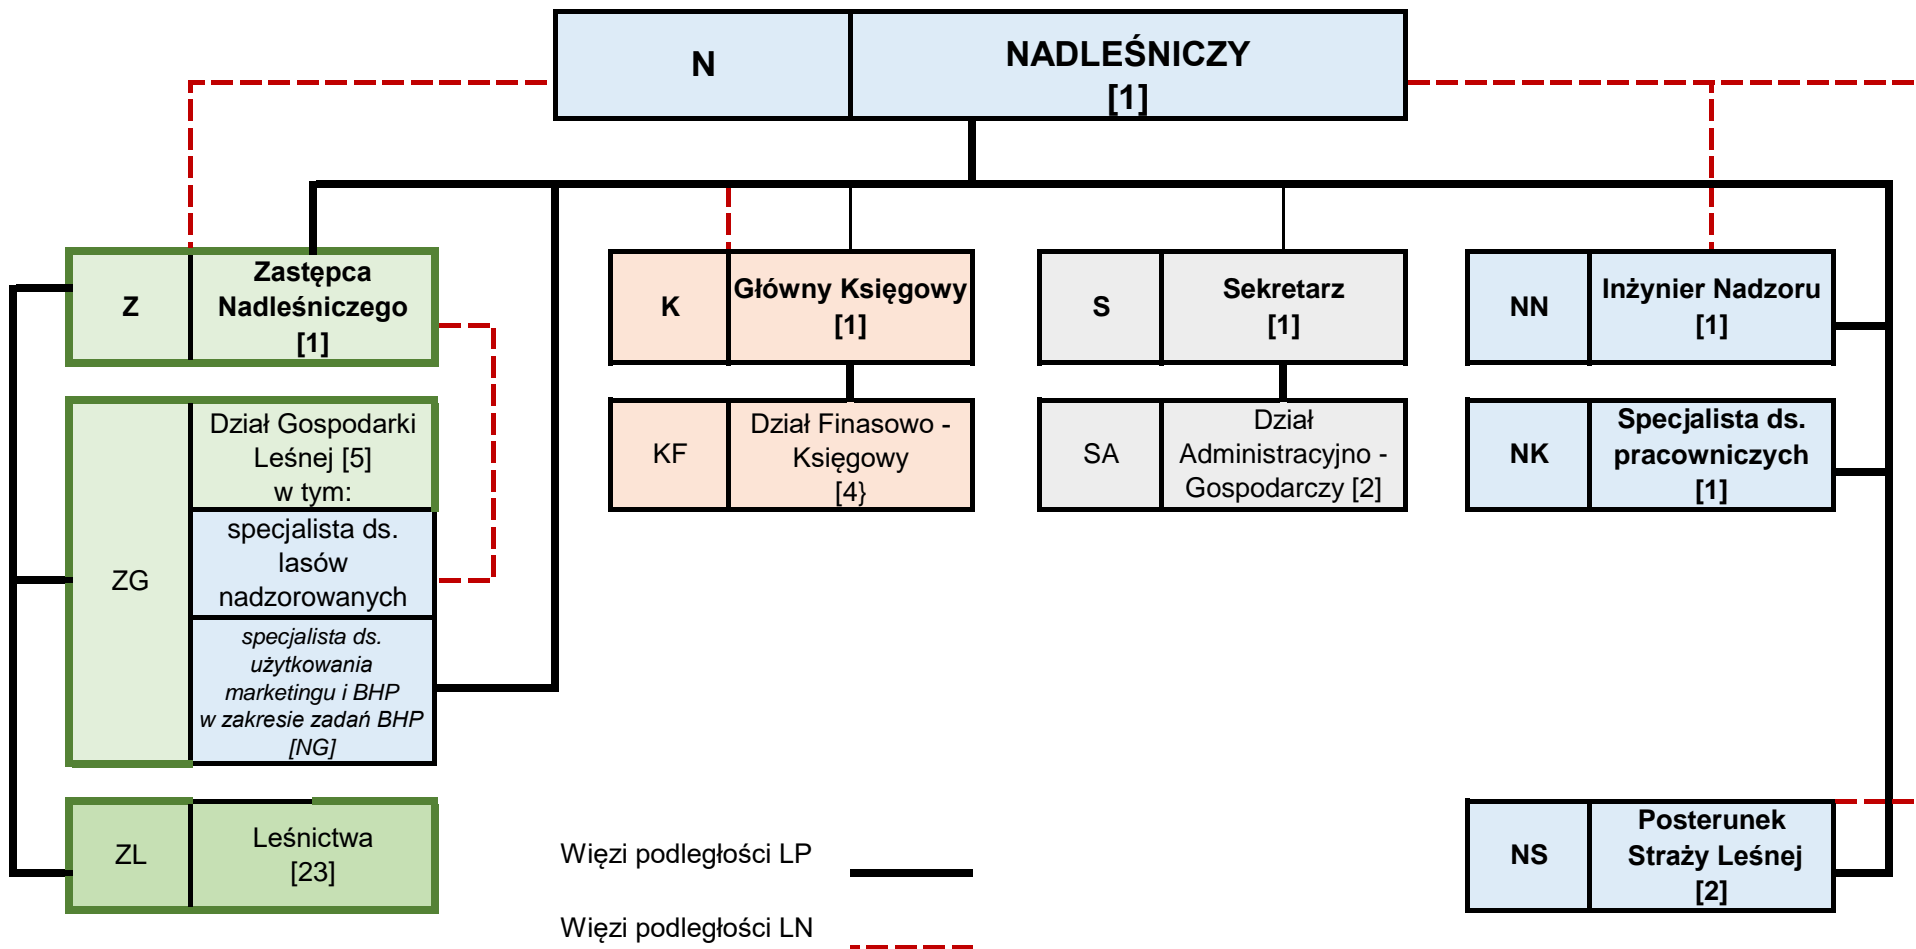 N
NADLEŚNICZY
[1]
Z
Zastępca
Nadleśniczego
[1]
K
Główny Księgowy
[1]
S
Sekretarz
[1]
NN
Inżynier Nadzoru
[1]
ZG
Dział Gospodarki
Leśnej [5]
w tym:
specjalista ds.
lasów
nadzorowanych
specjalista ds.
użytkowania
marketingu i BHP
w zakresie zadań BHP
[NG]
KF
Dział Finasowo -
Księgowy
[4}
SA
Dział
Administracyjno -
Gospodarczy [2]
NK
Specjalista ds.
pracowniczych
[1]
ZL
Leśnictwa
[23]
NS
Posterunek
Straży Leśnej
[2]
Więzi podległości LP
Więzi podległości LN